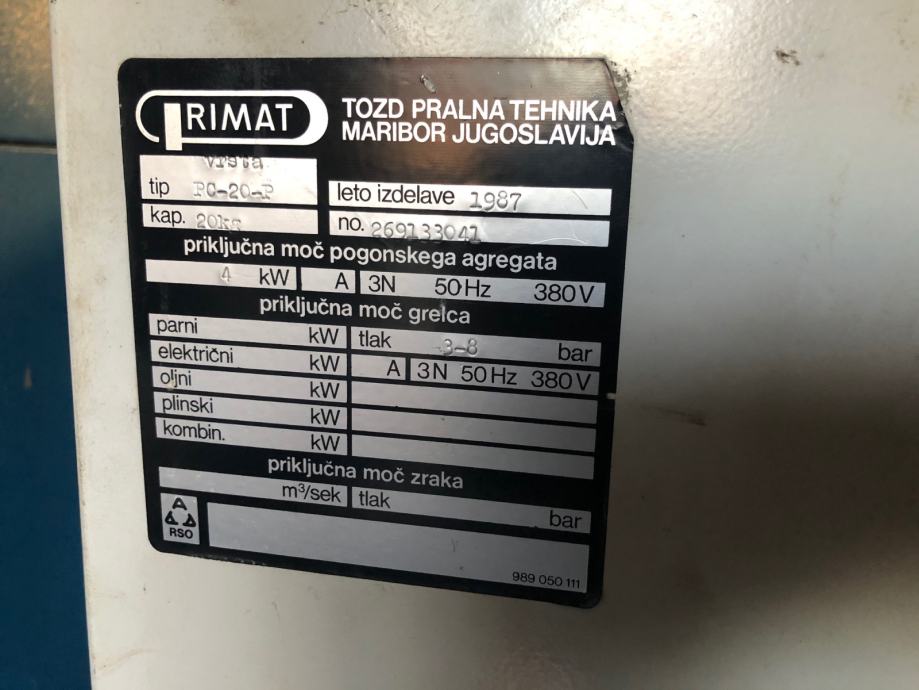 PRIMAT
TOZD PRALNA TEHNIKA
MARIBOR JUGOSLAVIJA
vrsta
tip PC-20-P
leto izdelave 1987
kap. 20kg
no. 269133041
priključna moč pogonskega agregata
4 kW A 3N 50Hz 380V
priključna moč grelca
parni kW tlak 3-8 bar
električni kW A 3N 50Hz 380V
oljni kW
plinski kW
kombin. kW
priključna moč zraka
m³/sek tlak bar
A
RSO
989 050 111